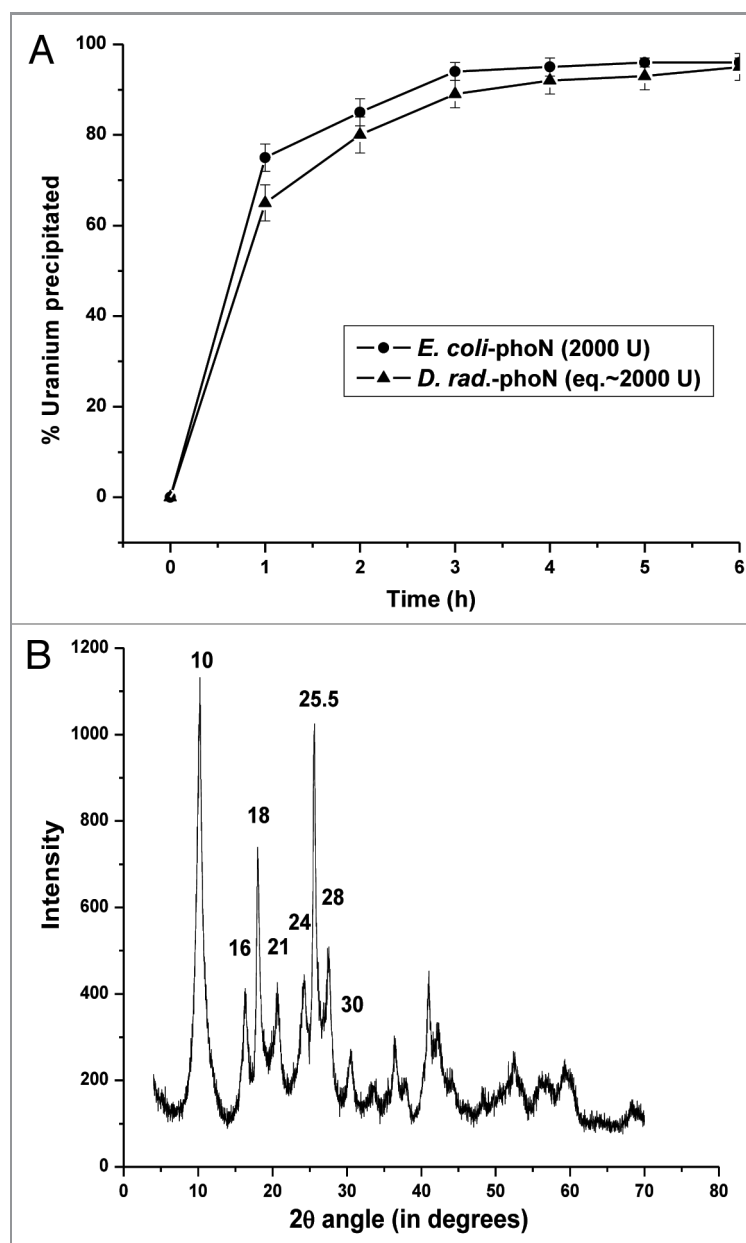 A
100
80
60
40
20
0
% Uranium precipitated
E. coli-phoN (2000 U)
D. rad.-phoN (eq.~2000 U)
0 1 2 3 4 5 6
Time (h)
B
1200
1000
800
600
400
200
0
Intensity
10
16
18
21
24
25.5
28
30
0 10 20 30 40 50 60 70 80
2θ angle (in degrees)